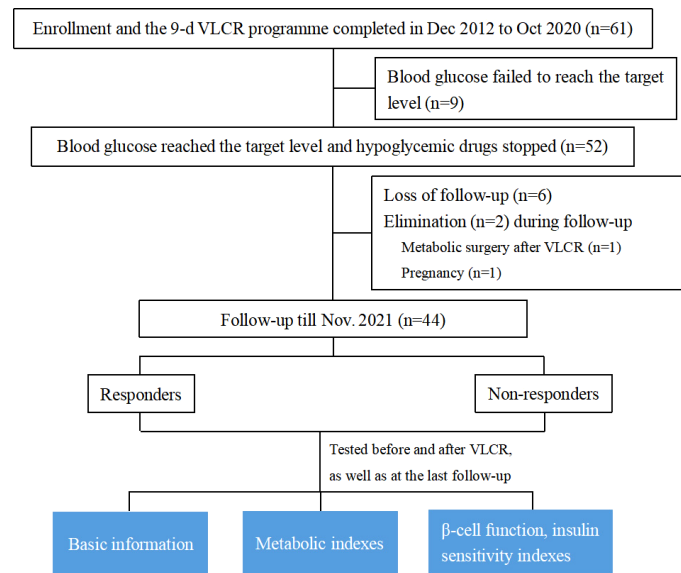 Enrollment and the 9-d VLCR programme completed in Dec 2012 to Oct 2020 (n=61)
Blood glucose failed to reach the target
level (n=9)
Blood glucose reached the target level and hypoglycemic drugs stopped (n=52)
Loss of follow-up (n=6)
Elimination (n=2) during follow-up
Metabolic surgery after VLCR (n=1)
Pregnancy (n=1)
Follow-up till Nov. 2021 (n=44)
Responders
Non-responders
Tested before and after VLCR,
as well as at the last follow-up
Basic information
Metabolic indexes
β-cell function, insulin
sensitivity indexes